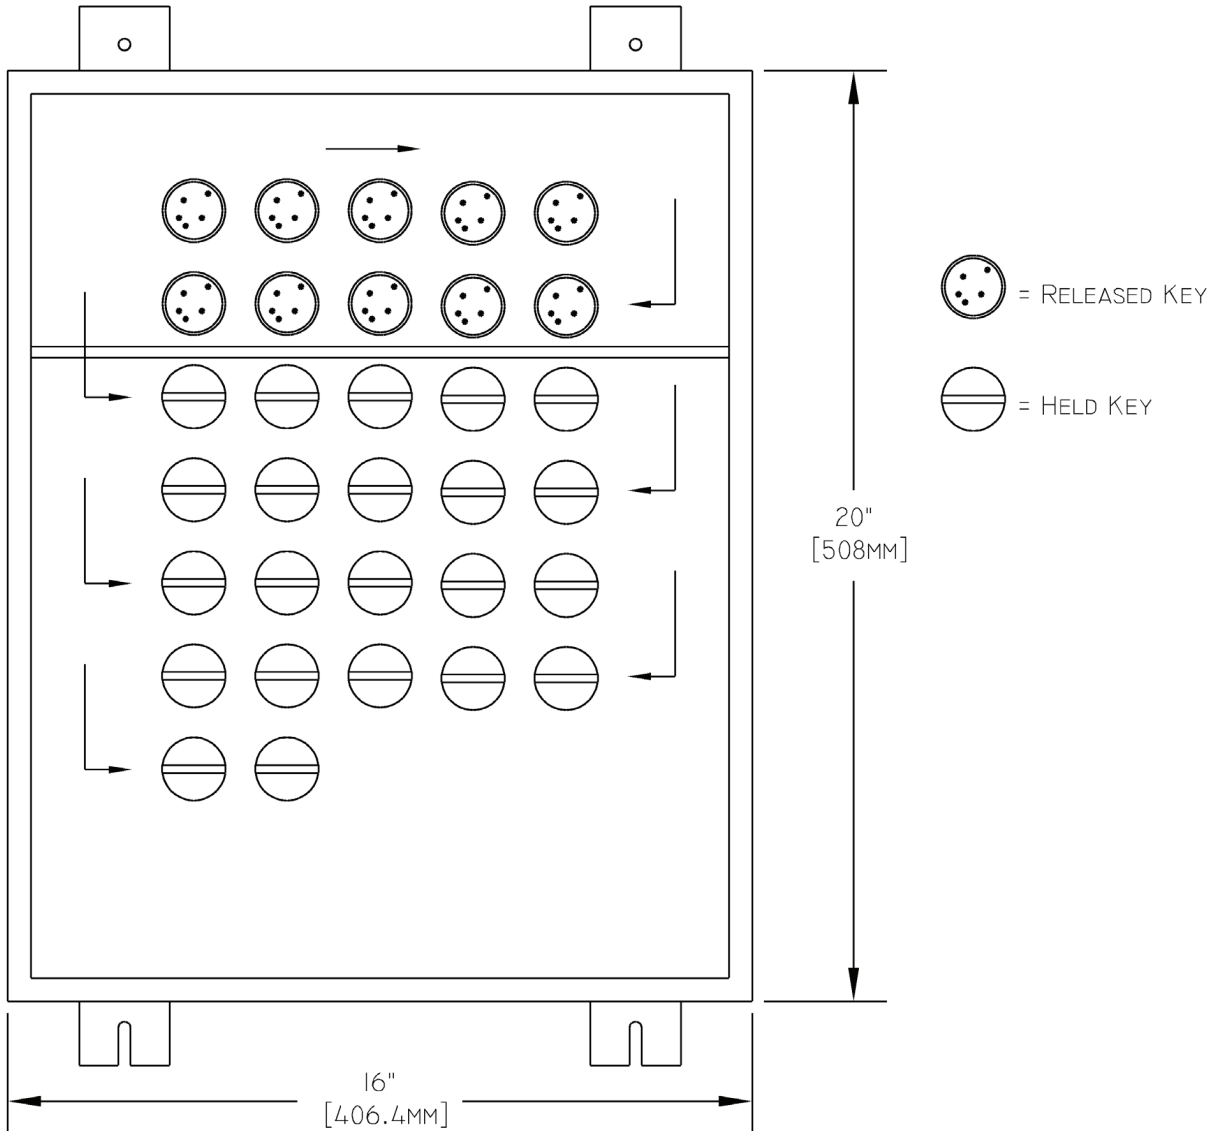 = RELEASED KEY
= HELD KEY
20"
[508MM]
16"
[406.4MM]